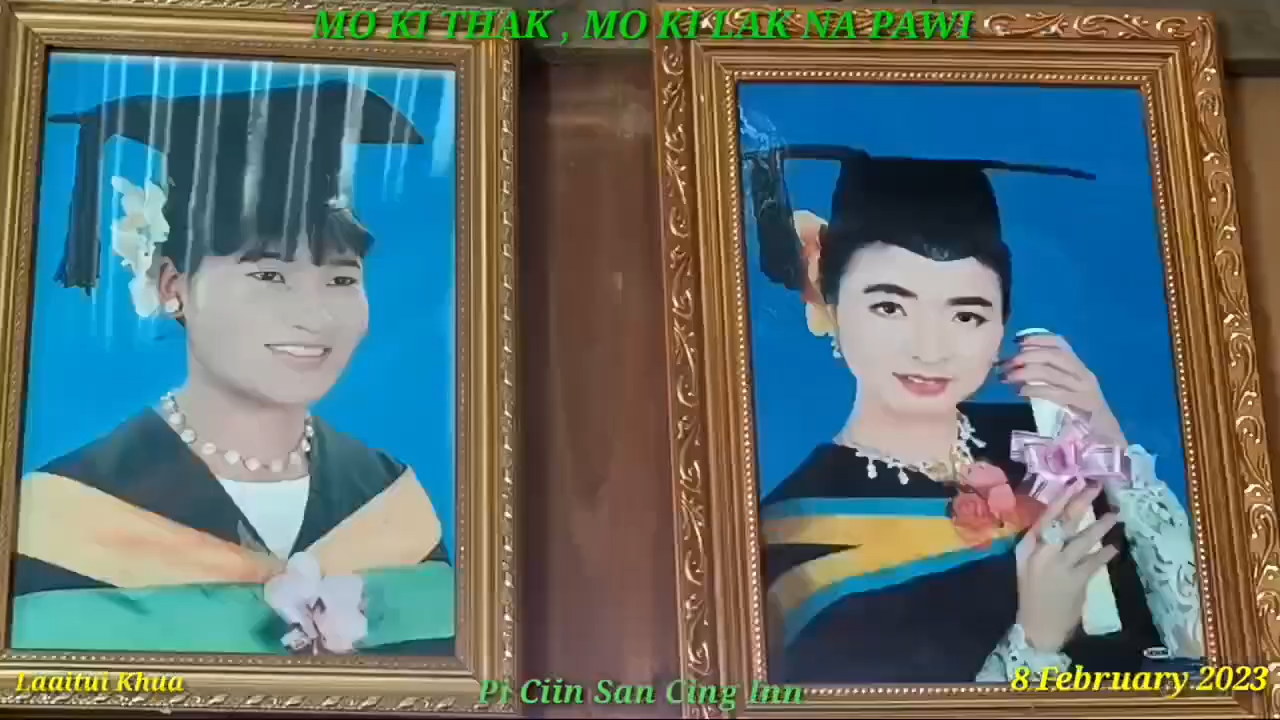 MO KI THAK , MO KI LAK NA PAWI
Laaitui Khua
Pi Ciin San Cing Inn
8 February 2023